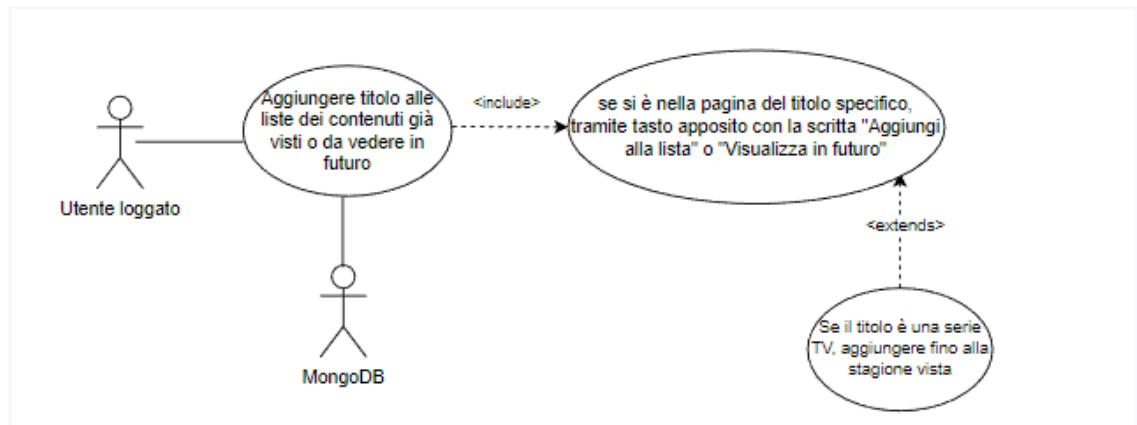 Aggiungere titolo alle
liste dei contenuti già
visti o da vedere in
futuro
<include>
se si è nella pagina del titolo specifico,
tramite tasto apposito con la scritta "Aggiungi
alla lista" o "Visualizza in futuro"
Utente loggato
<extends>
Se il titolo è una serie
TV, aggiungere fino alla
stagione vista
MongoDB